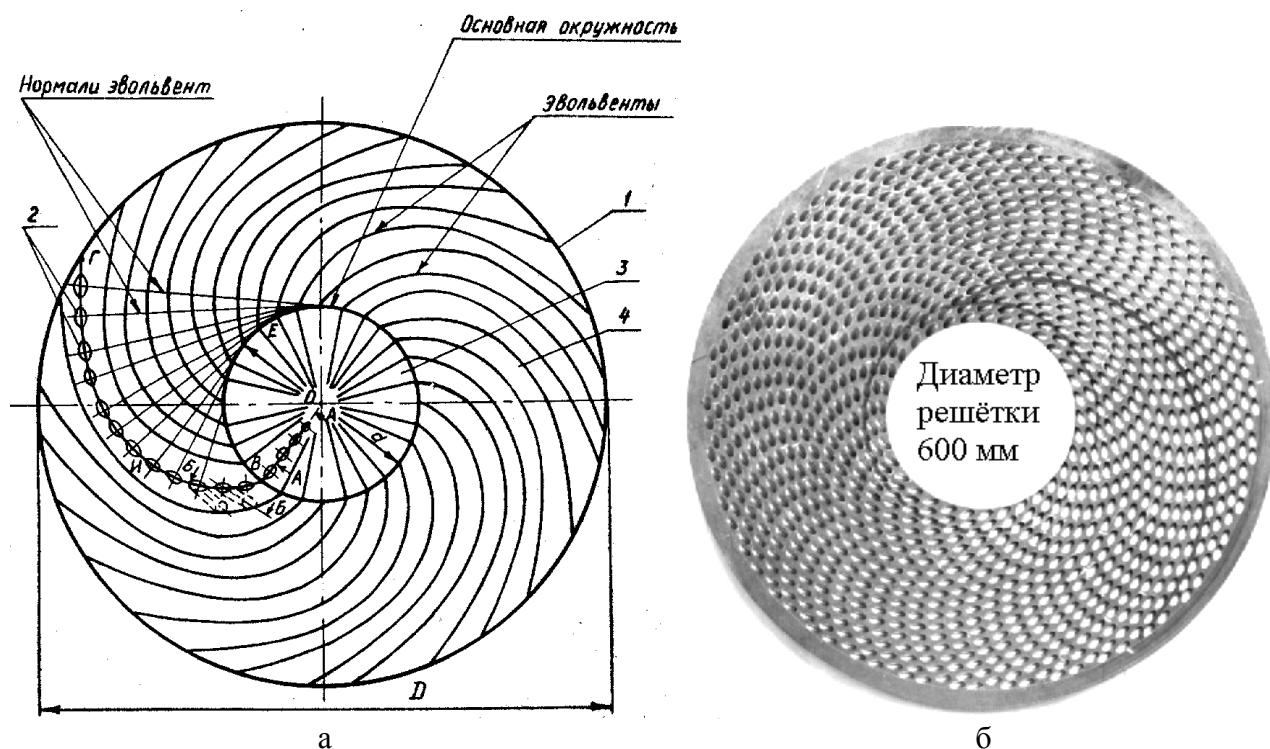 Основная окружность
Нормали эвольвент
Эвольвенты
2
1
Г
3
4
Е
О
А
d
В
А
И
Б
Б
D
Диаметр
решётки
600 мм
а
б